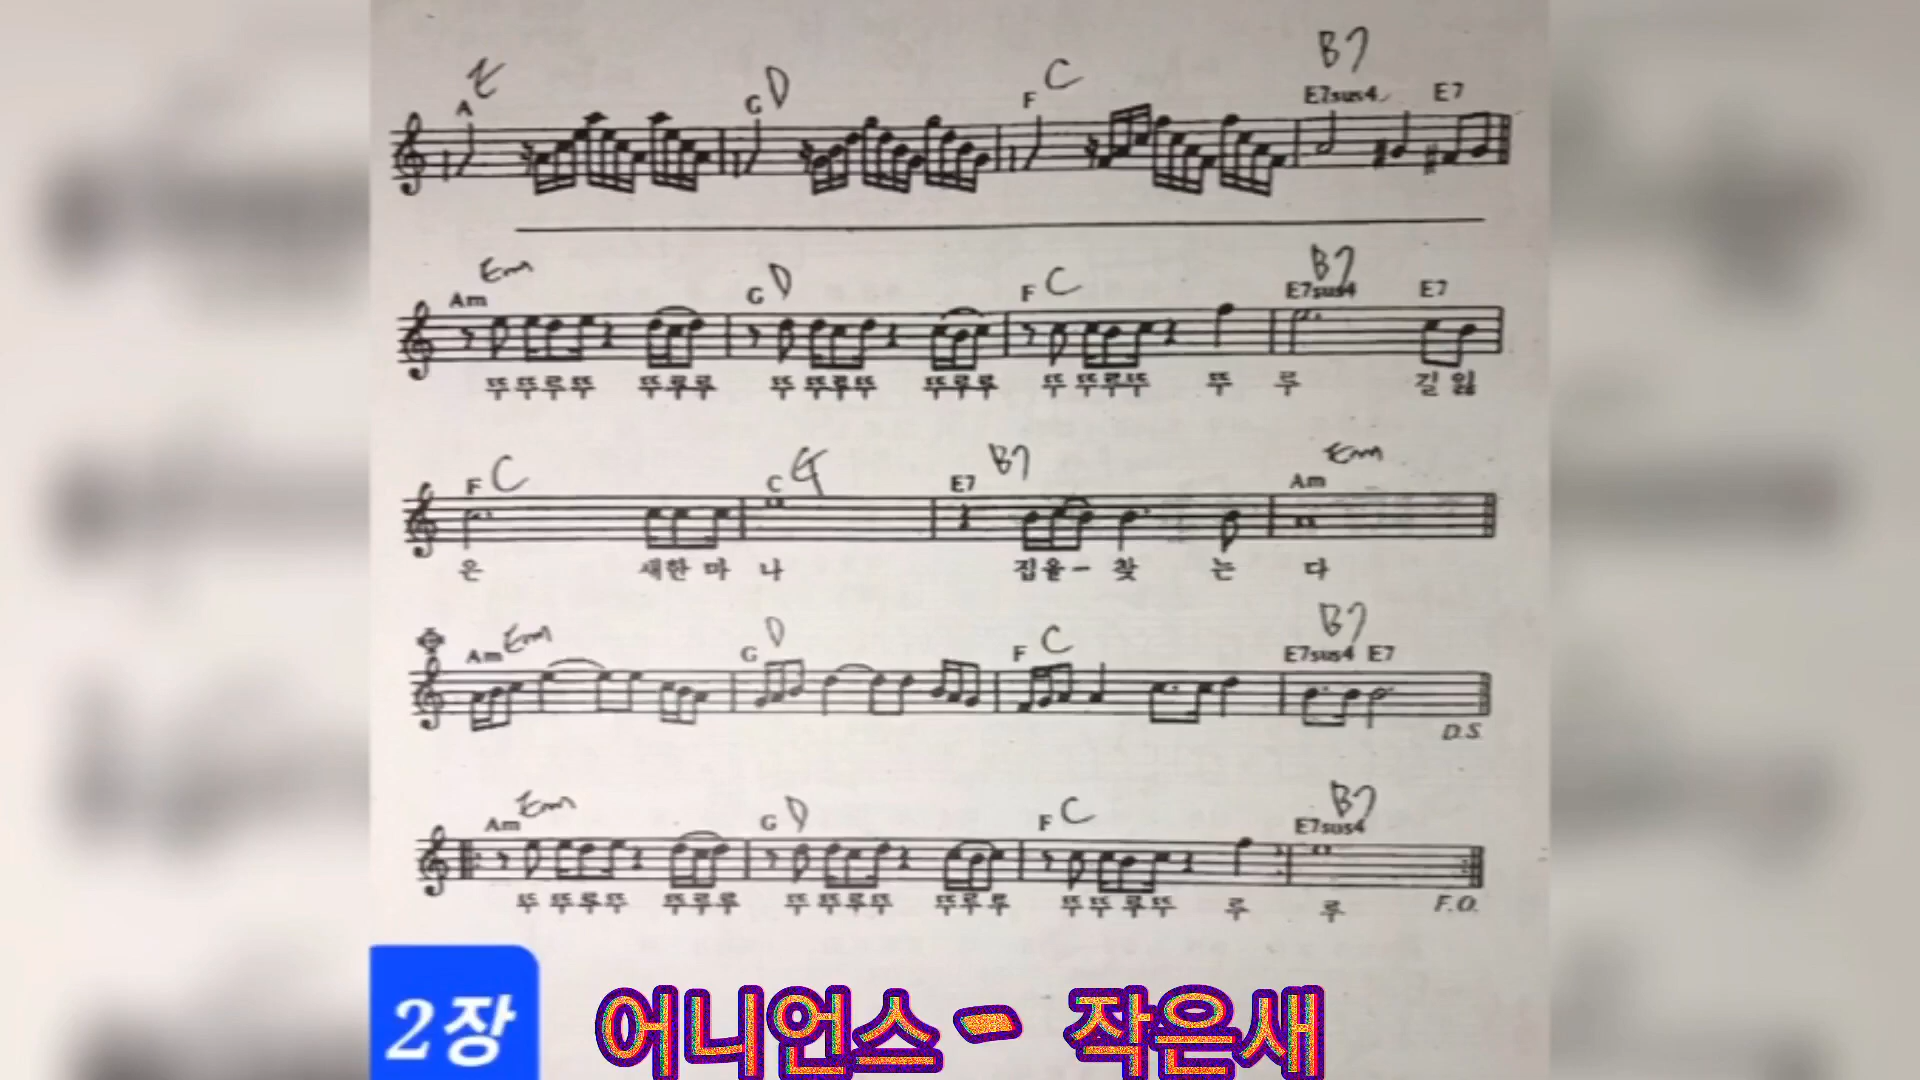 E
D
C
B7
A
G
F
E7sus4
E7
Em
D
C
B7
Am
G
F
E7sus4
E7
뚜 뚜루뚜 뚜루루 뚜 뚜루뚜 뚜루루 뚜 뚜루뚜 뚜 루 길 잃
C
G
B7
Em
F
C
E7
Am
은 새한 마 나 집을- 찾 는 다
Em
D
C
B7
Am
G
F
E7sus4 E7
D.S.
Em
D
C
B7
Am
G
F
E7sus4
뚜 뚜루뚜 뚜루루 뚜 뚜루뚜 뚜루루 뚜뚜 루뚜 루 루
F.O.
2장
어니언스 - 작은새